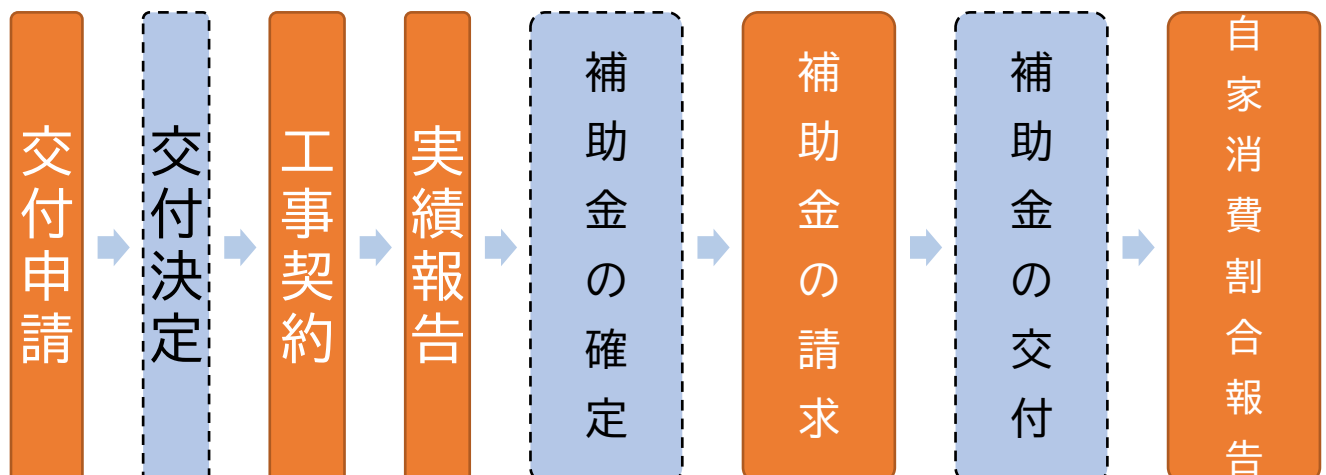 交付申請
交付決定
工事契約
実績報告
補助金の確定
補助金の請求
補助金の交付
自家消費割合報告